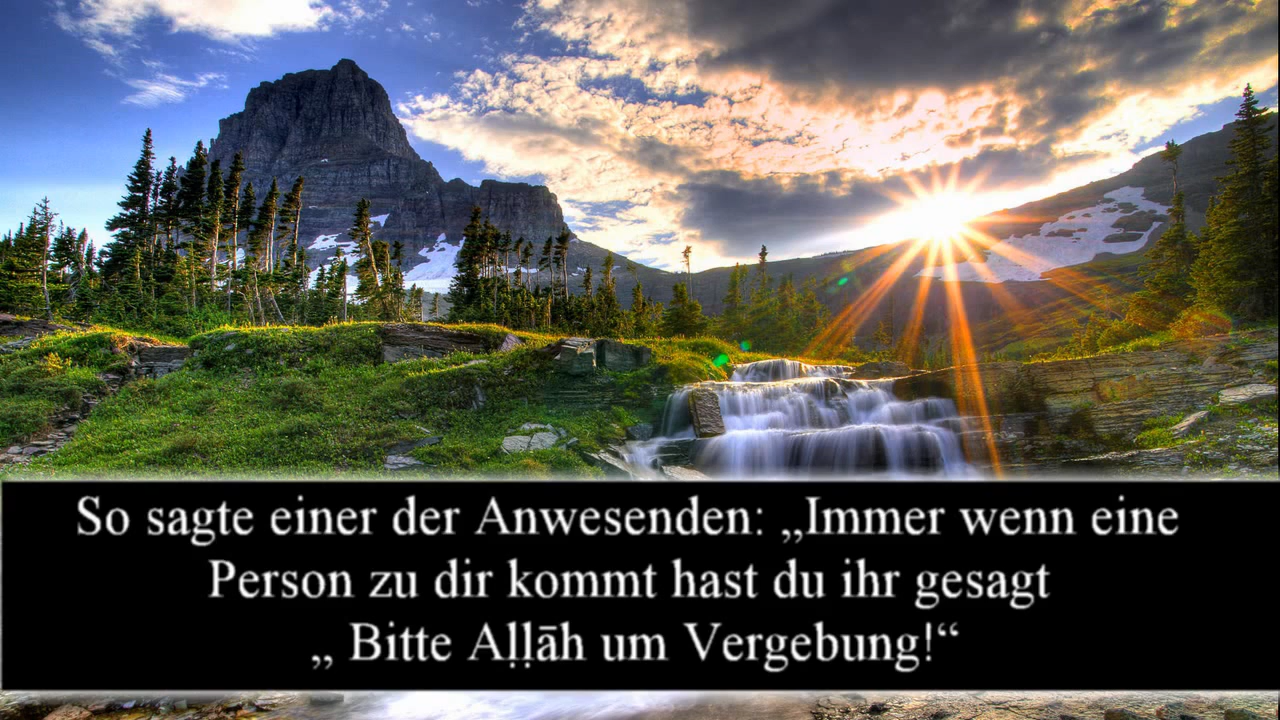 So sagte einer der Anwesenden: „Immer wenn eine
Person zu dir kommt hast du ihr gesagt
„ Bitte Aḷḷāh um Vergebung!“